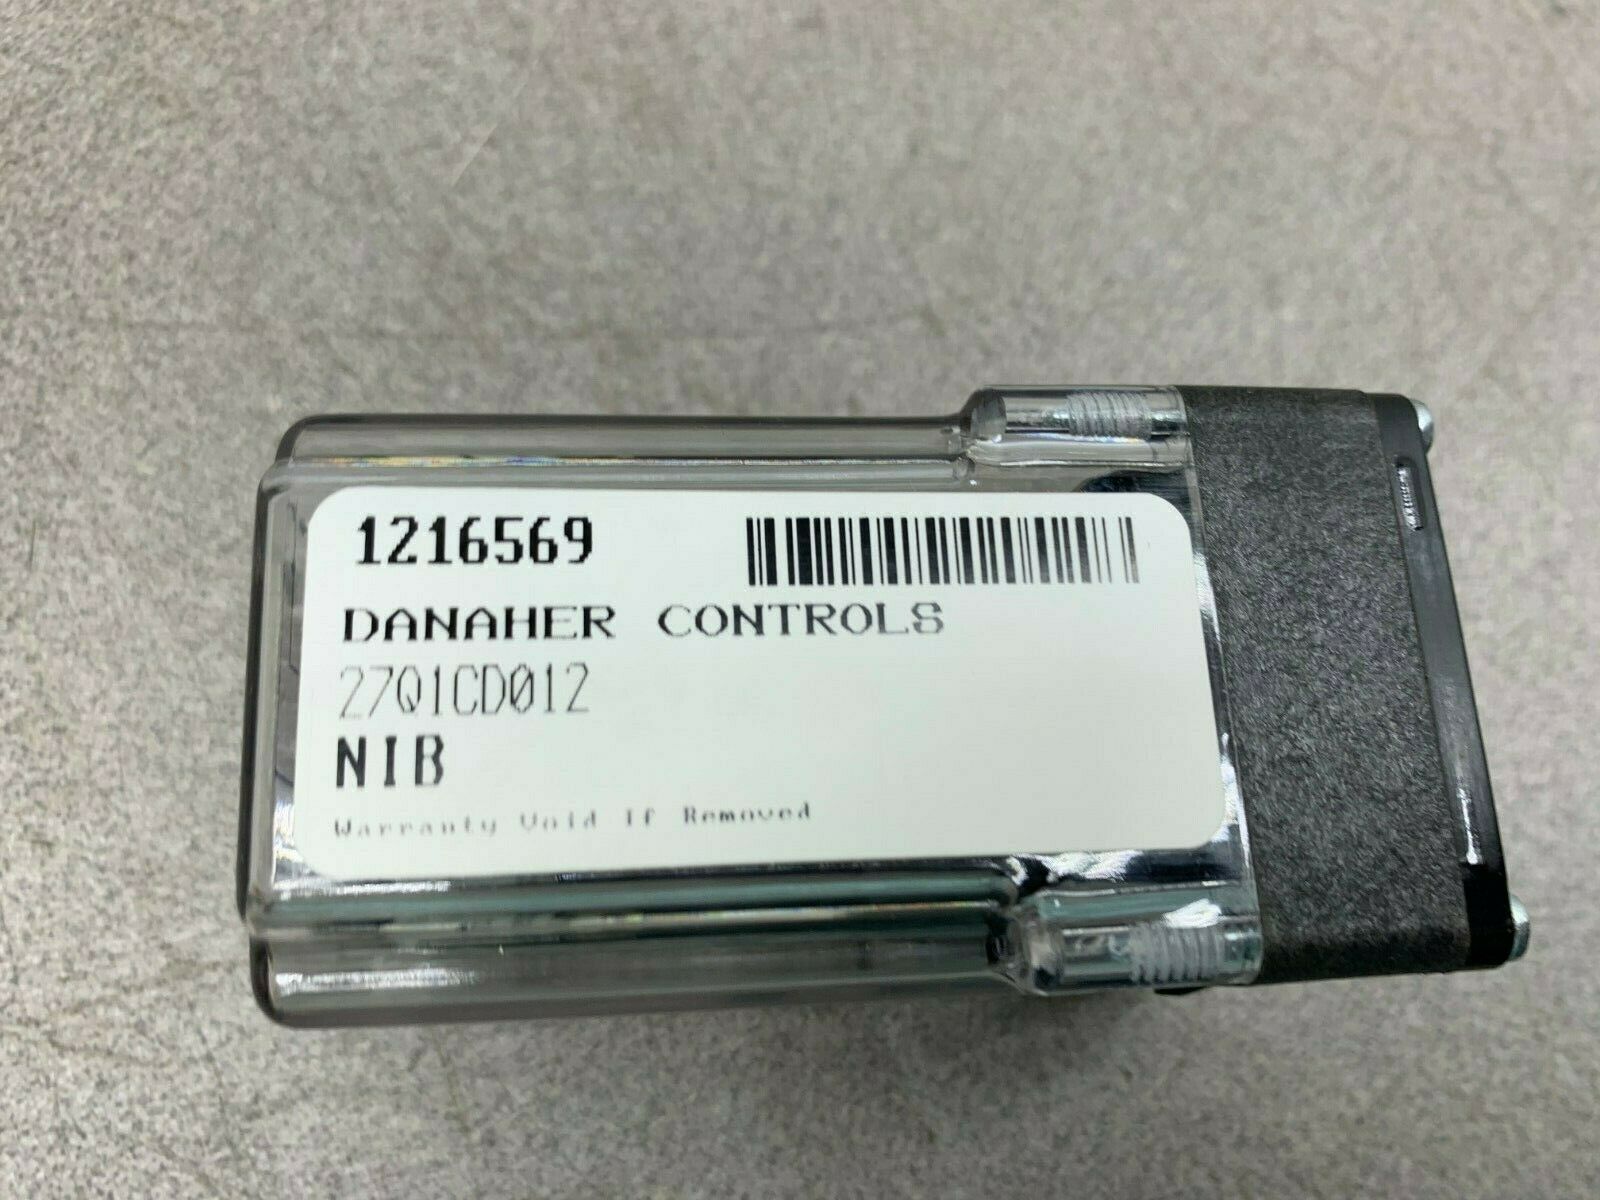 1216569
DANAHER CONTROLS
27Q1CD012
NIB
Warranty Void If Removed